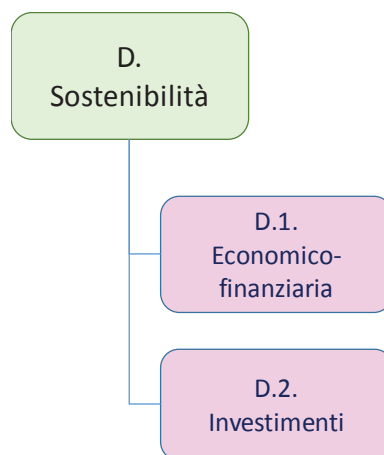 D.
Sostenibilità
D.1.
Economico-
finanziaria
D.2.
Investimenti